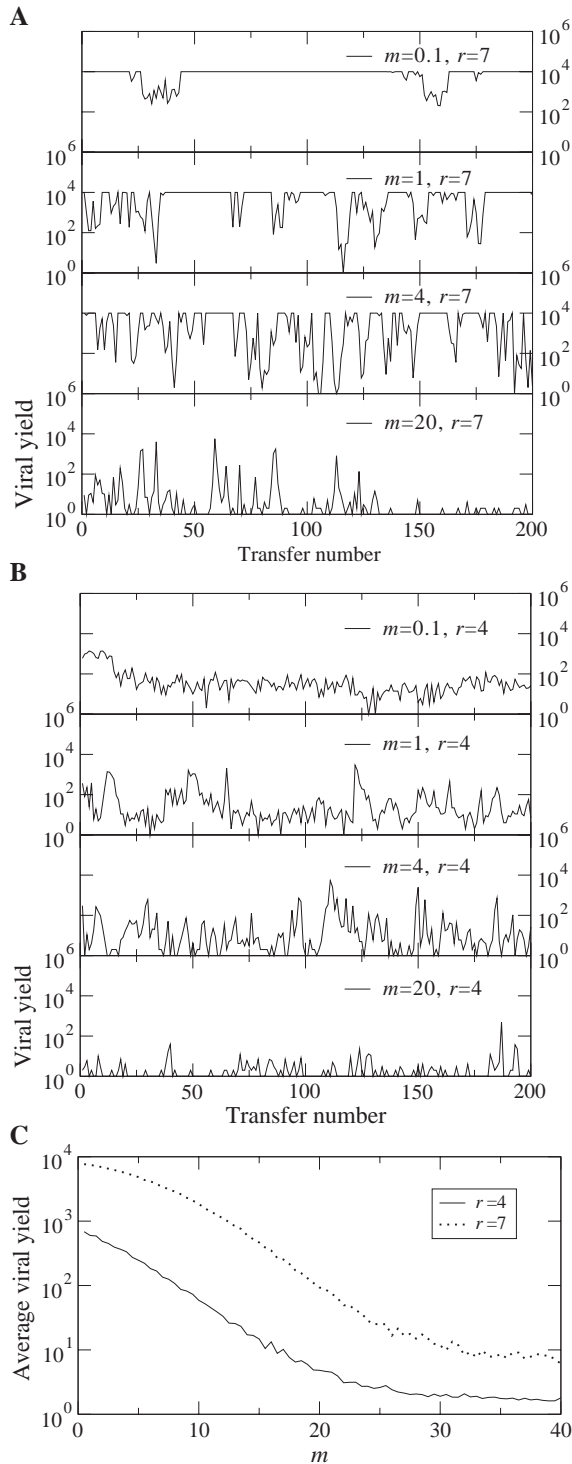 A
m=0.1, r=7
10^6
10^4
10^2
10^0
10^6
m=1, r=7
10^4
10^2
10^0
m=4, r=7
10^6
10^4
10^2
10^0
10^6
m=20, r=7
10^4
10^2
10^0
Viral yield
0 50 100 150 200
Transfer number
B
m=0.1, r=4
10^6
10^4
10^2
10^0
10^6
m=1, r=4
10^4
10^2
10^0
m=4, r=4
10^6
10^4
10^2
10^0
10^6
m=20, r=4
10^4
10^2
10^0
Viral yield
0 50 100 150 200
Transfer number
C
10^4
10^3
10^2
10^1
10^0
Average viral yield
r=4
r=7
0 10 20 30 40
m